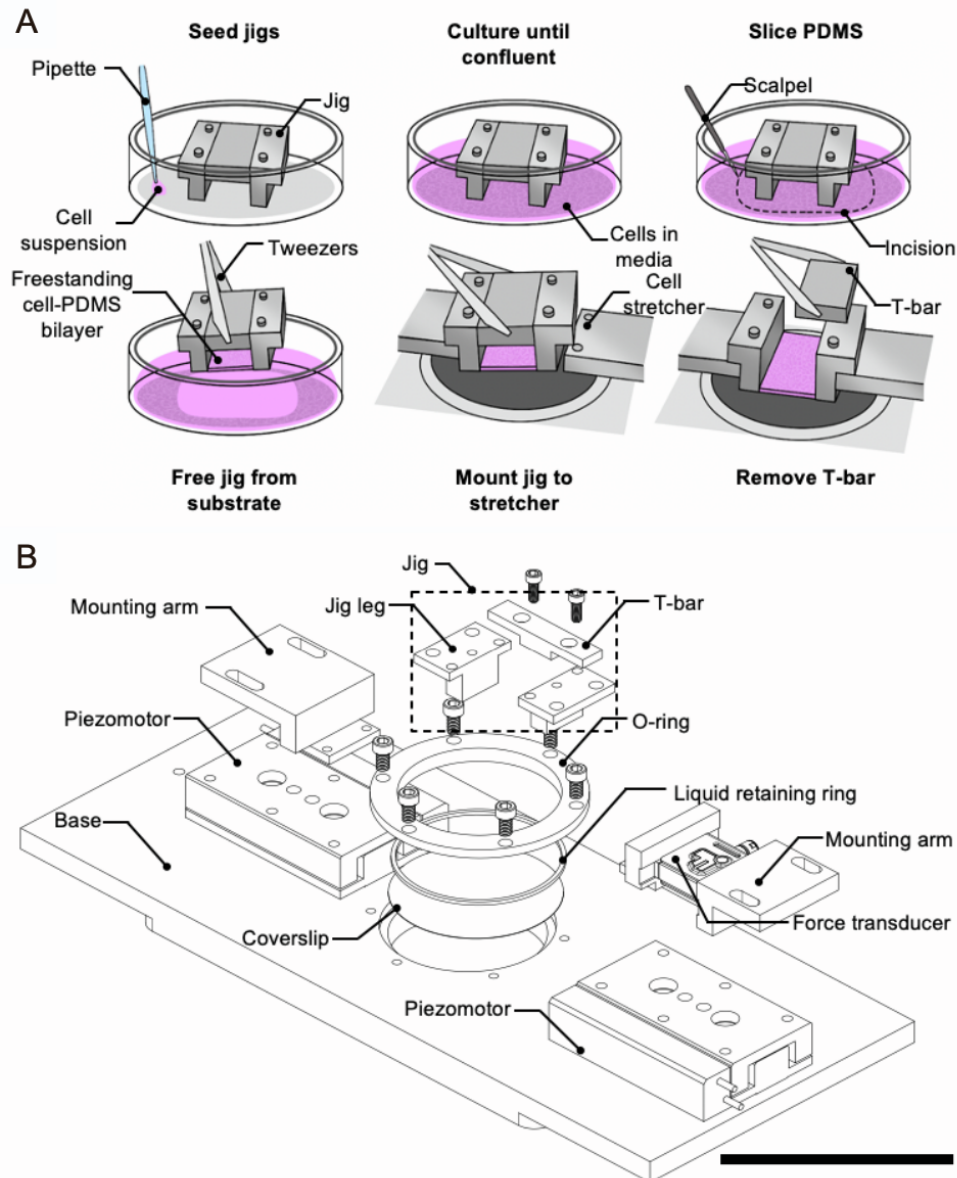 A
Seed jigs
Culture until
confluent
Slice PDMS
Pipette
Jig
Scalpel
Cell
suspension
Cells in
media
Incision
Tweezers
Freestanding
cell-PDMS
bilayer
Cell
stretcher
T-bar
Free jig from
substrate
Mount jig to
stretcher
Remove T-bar
B
Jig
Mounting arm
Jig leg
T-bar
Piezomotor
O-ring
Liquid retaining ring
Base
Mounting arm
Coverslip
Force transducer
Piezomotor